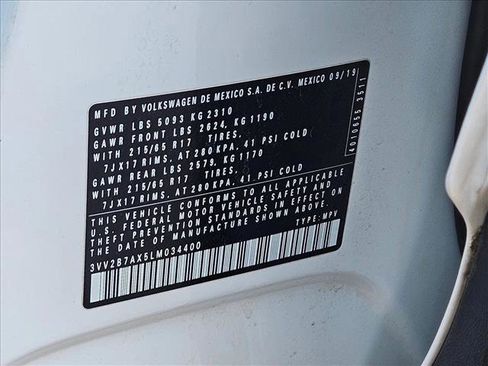 MFD BY VOLKSWAGEN DE MEXICO S.A. DE C.V. MEXICO 09/19
GVWR LBS 5093 KG 2310
GAWR FRONT LBS 2624, KG 1190
WITH 215/65 R17 TIRES,
7JX17 RIMS, AT 280 KPA, 41 PSI COLD
GAWR REAR LBS 2579, KG 1170
WITH 215/65 R17 TIRES,
7JX17 RIMS, AT 280 KPA, 41 PSI COLD
THIS VEHICLE CONFORMS TO ALL APPLICABLE
U.S. FEDERAL MOTOR VEHICLE SAFETY AND
THEFT PREVENTION STANDARDS IN EFFECT ON
THE DATE OF MANUFACTURE SHOWN ABOVE
TYPE: MPV
3VV2B7AX5LM034400
4010655 3511